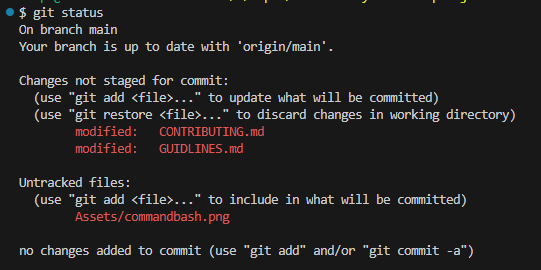 $ git status
On branch main
Your branch is up to date with 'origin/main'.
Changes not staged for commit:
(use "git add <file>..." to update what will be committed)
(use "git restore <file>..." to discard changes in working directory)
modified: CONTRIBUTING.md
modified: GUIDLINES.md
Untracked files:
(use "git add <file>..." to include in what will be committed)
Assets/commandbash.png
no changes added to commit (use "git add" and/or "git commit -a")